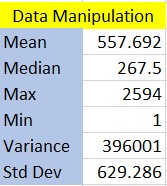 Data Manipulation
Mean 557.692
Median 267.5
Max 2594
Min 1
Variance 396001
Std Dev 629.286